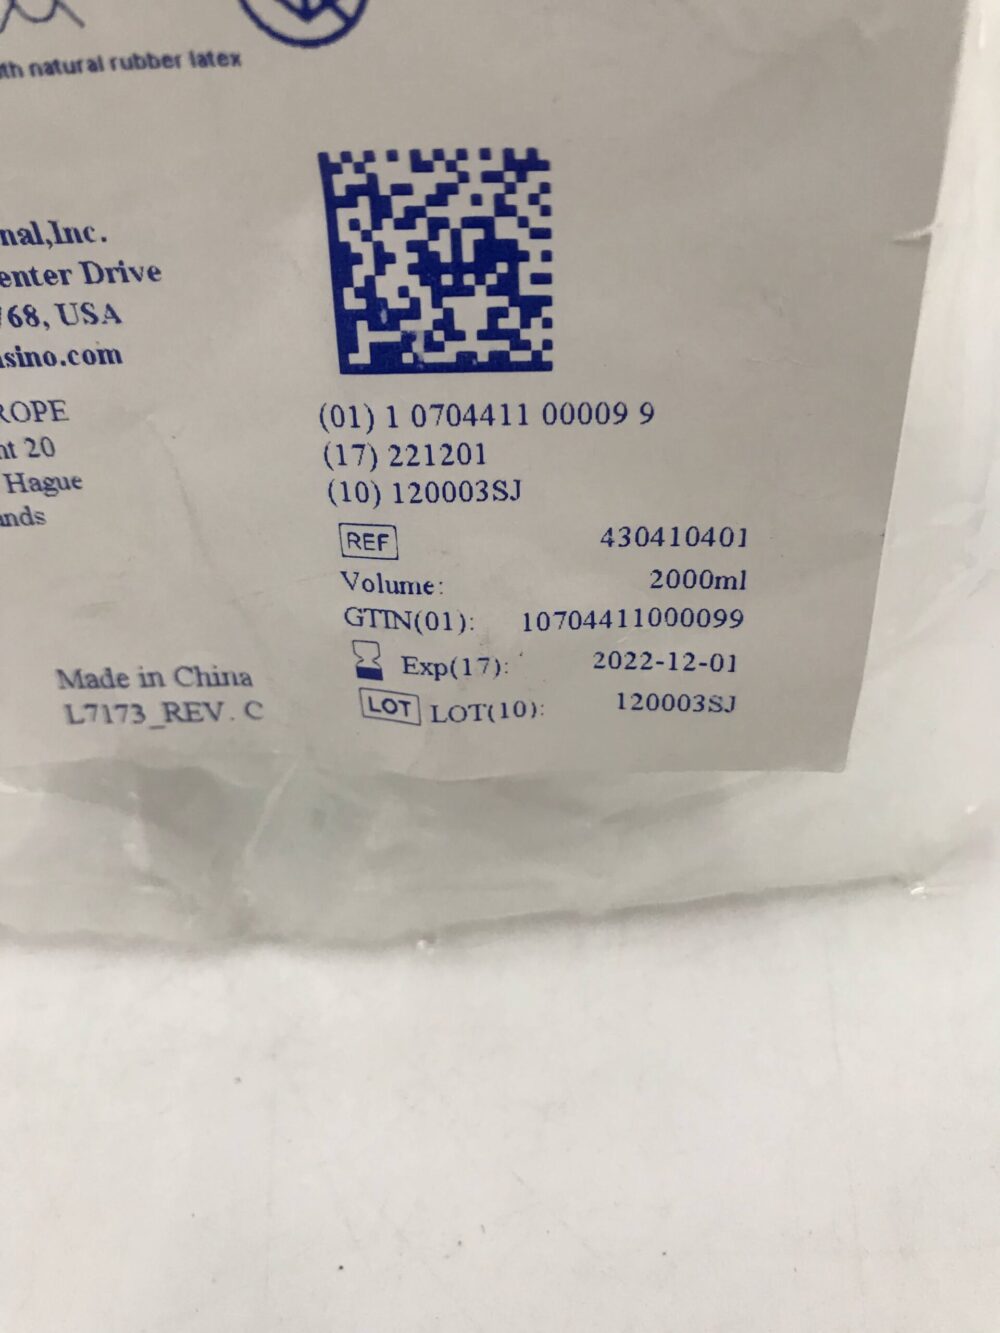 th natural rubber latex
nal,Inc.
enter Drive
68, USA
sino.com
ROPE
nt 20
Hague
ands
(01) 1 0704411 00009 9
(17) 221201
(10) 120003SJ
REF 430410401
Volume: 2000ml
GTIN(01): 10704411000099
Exp(17): 2022-12-01
LOT LOT(10): 120003SJ
Made in China
L7173_REV. C